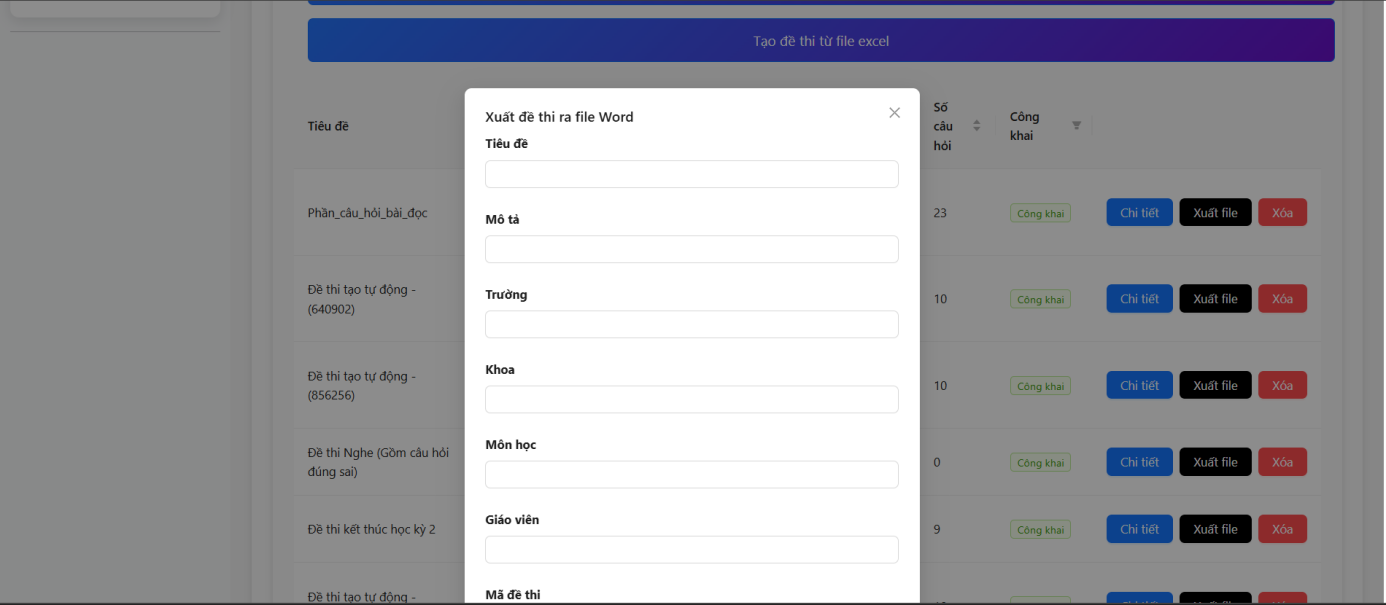 Tạo đề thi từ file excel
Tiêu đề
Số
câu
hỏi
Công
khai
Xuất đề thi ra file Word
Tiêu đề
Mô tả
Trường
Khoa
Môn học
Giáo viên
Mã đề thi
Phần_câu_hỏi_bài_đọc
23
Công khai
Chi tiết
Xuất file
Xóa
Đề thi tạo tự động -
(640902)
10
Công khai
Chi tiết
Xuất file
Xóa
Đề thi tạo tự động -
(856256)
10
Công khai
Chi tiết
Xuất file
Xóa
Đề thi Nghe (Gồm câu hỏi
đúng sai)
0
Công khai
Chi tiết
Xuất file
Xóa
Đề thi kết thúc học kỳ 2
9
Công khai
Chi tiết
Xuất file
Xóa
Đề thi tạo tự động -